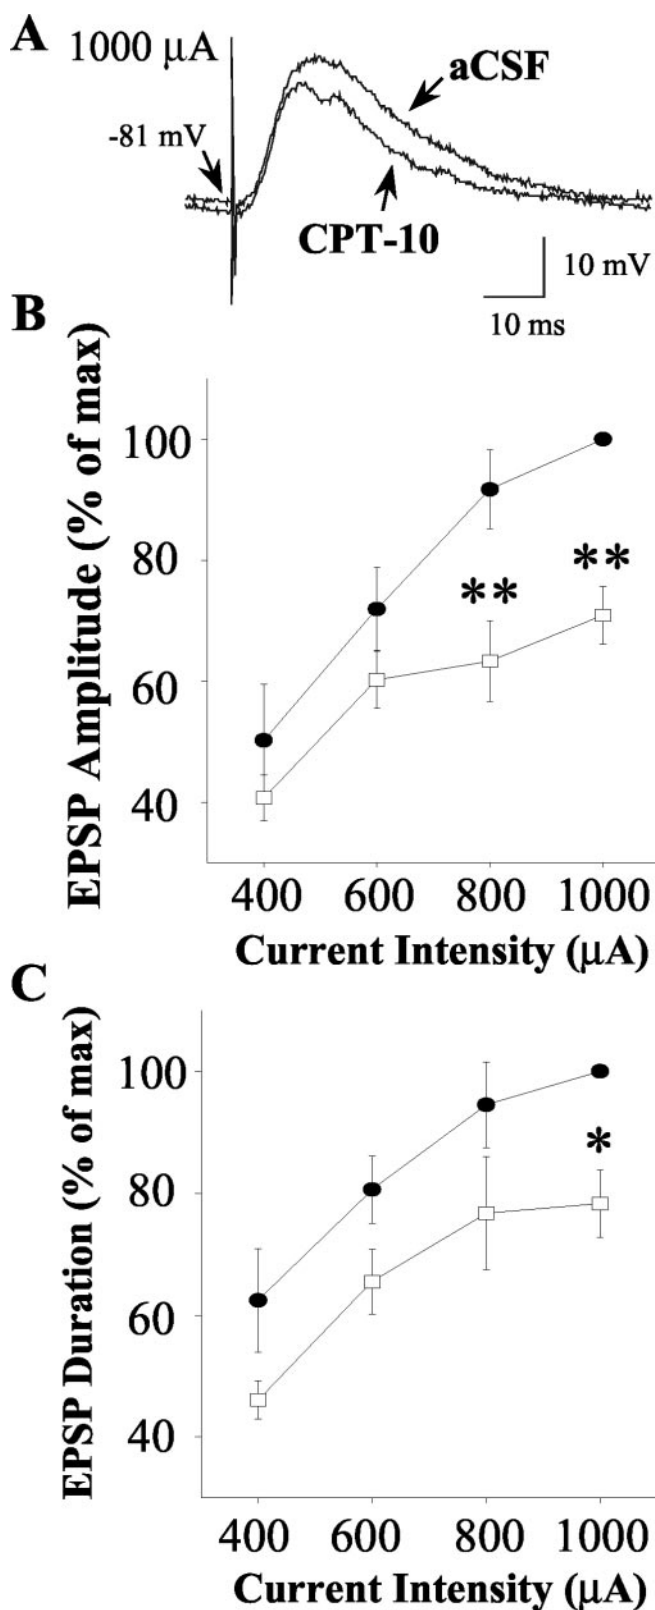 A
1000 μA
aCSF
-81 mV
CPT-10
10 mV
10 ms
B
EPSP Amplitude (% of max)
100
80
60
40
**
**
400 600 800 1000
Current Intensity (μA)
C
EPSP Duration (% of max)
100
80
60
40
*
400 600 800 1000
Current Intensity (μA)